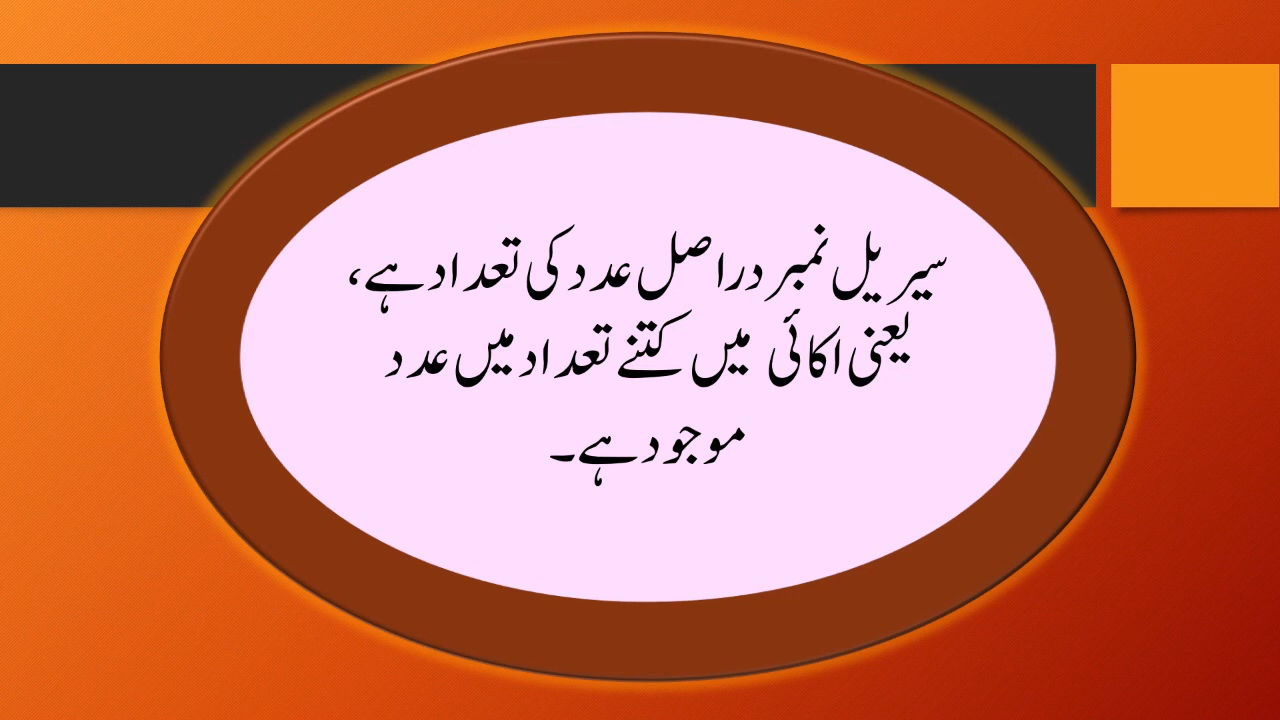 سیریل نمبر دراصل عدد کی تعداد ہے،
یعنی اکائی میں کتنے تعداد میں عدد
موجود ہے۔